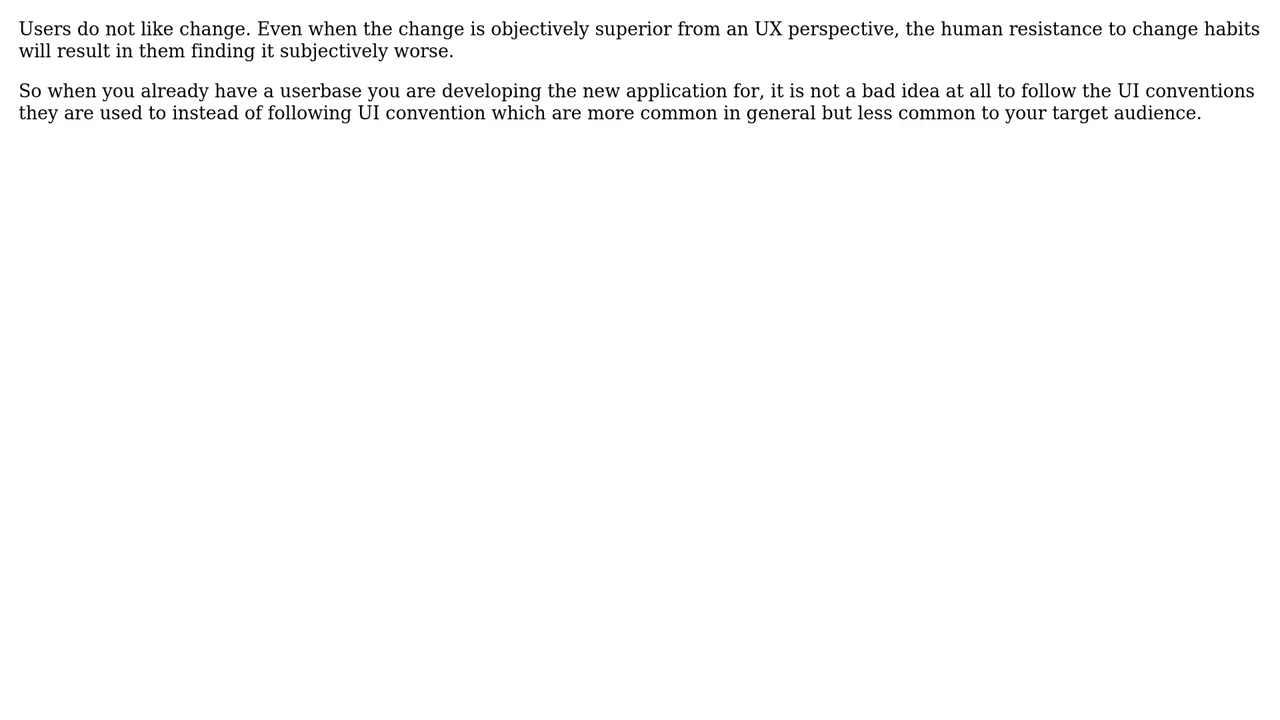 Users do not like change. Even when the change is objectively superior from an UX perspective, the human resistance to change habits
will result in them finding it subjectively worse.
So when you already have a userbase you are developing the new application for, it is not a bad idea at all to follow the UI conventions
they are used to instead of following UI convention which are more common in general but less common to your target audience.